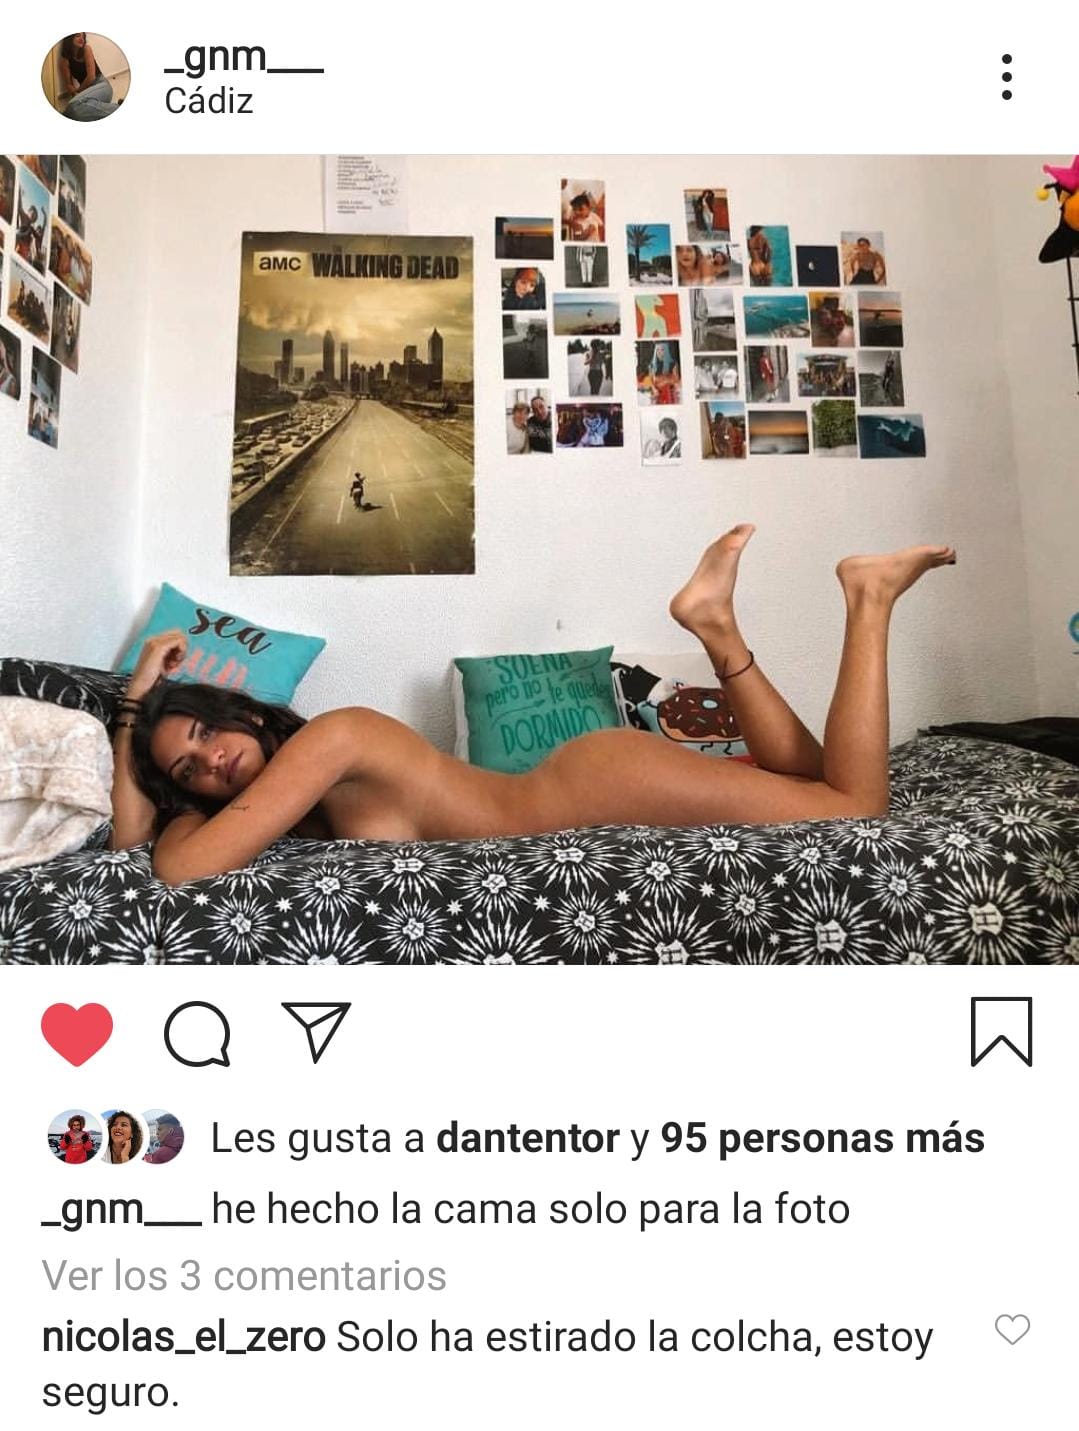 _gnm___
Cádiz
amc THE WALKING DEAD
sea
SUEÑA
pero no te quedes
DORMIDO
Les gusta a dantentor y 95 personas más
_gnm___ he hecho la cama solo para la foto
Ver los 3 comentarios
nicolas_el_zero Solo ha estirado la colcha, estoy
seguro.